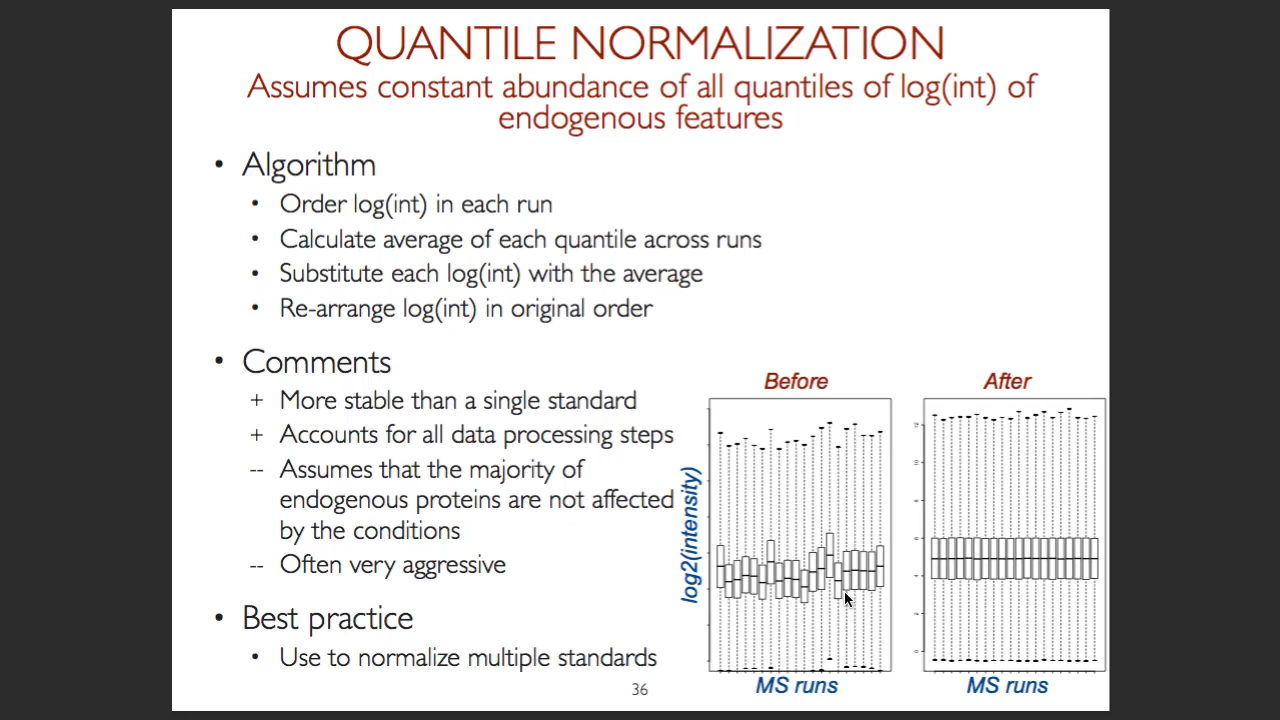 QUANTILE NORMALIZATION
Assumes constant abundance of all quantiles of log(int) of
endogenous features
• Algorithm
• Order log(int) in each run
• Calculate average of each quantile across runs
• Substitute each log(int) with the average
• Re-arrange log(int) in original order
• Comments
+ More stable than a single standard
+ Accounts for all data processing steps
-- Assumes that the majority of
endogenous proteins are not affected
by the conditions
-- Often very aggressive
• Best practice
• Use to normalize multiple standards
Before
After
log2(intensity)
MS runs
MS runs
36